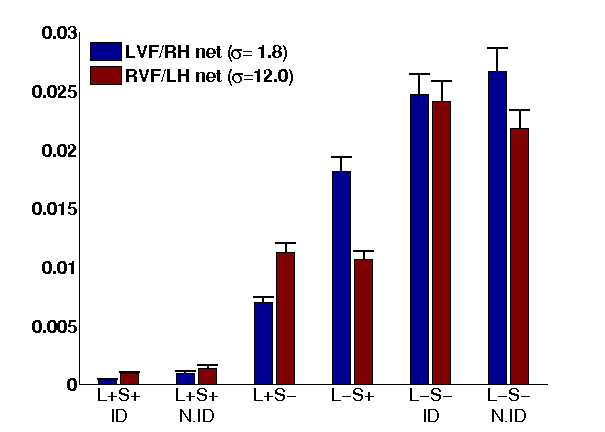 0.03
LVF/RH net (σ= 1.8)
RVF/LH net (σ=12.0)
0.025
0.02
0.015
0.01
0.005
0
L+S+ L+S+ L+S− L−S+ L−S− L−S−
ID N.ID ID N.ID